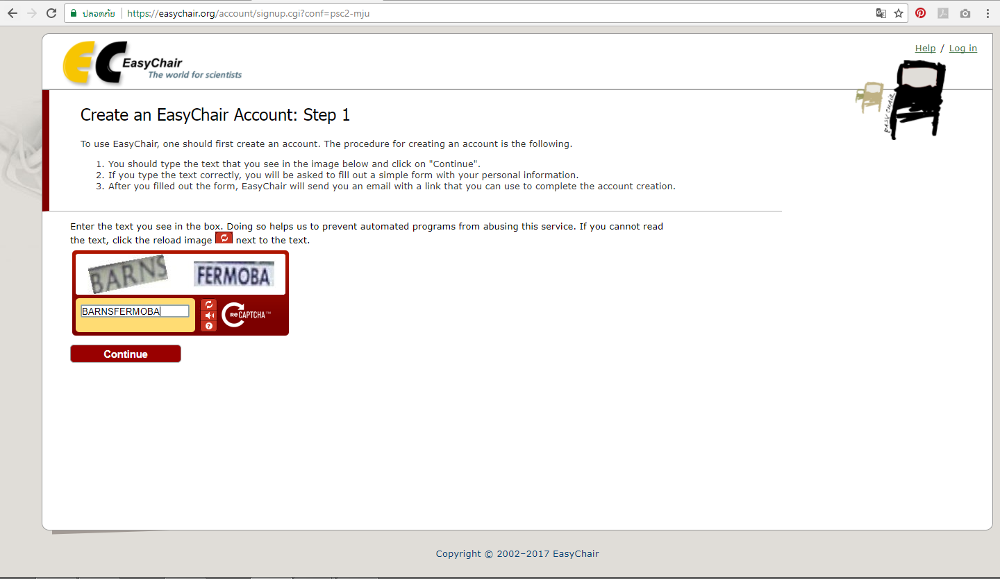 ปลอดภัย https://easychair.org/account/signup.cgi?conf=psc2-mju
Help / Log in
EC EasyChair
The world for scientists
EASYCHAIR
Create an EasyChair Account: Step 1
To use EasyChair, one should first create an account. The procedure for creating an account is the following.
1. You should type the text that you see in the image below and click on "Continue".
2. If you type the text correctly, you will be asked to fill out a simple form with your personal information.
3. After you filled out the form, EasyChair will send you an email with a link that you can use to complete the account creation.
Enter the text you see in the box. Doing so helps us to prevent automated programs from abusing this service. If you cannot read
the text, click the reload image next to the text.
BARNS FERMOBA
BARNSFERMOBA
ReCAPTCHA™
Continue
Copyright © 2002–2017 EasyChair